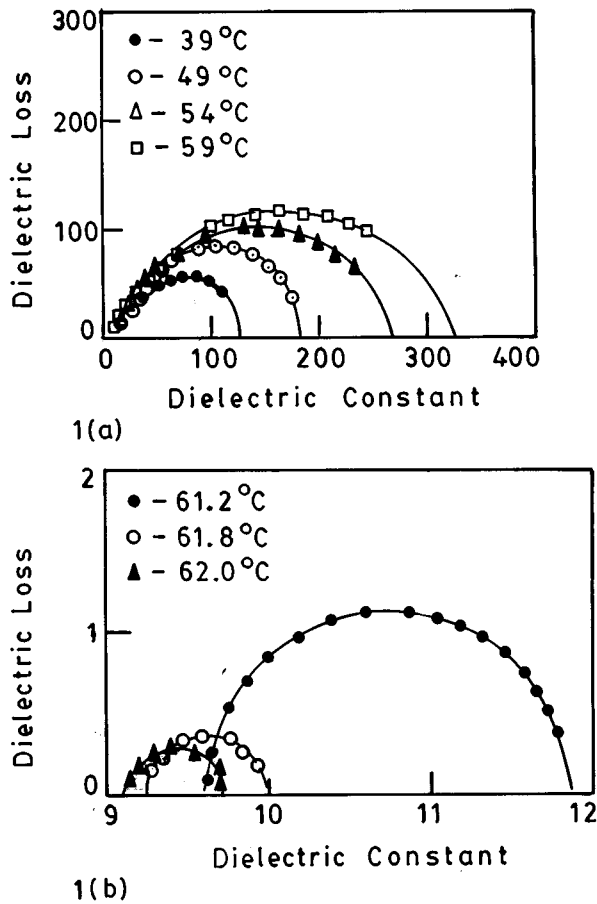 300
200
100
0
Dielectric Loss
● - 39°C
○ - 49°C
△ - 54°C
□ - 59°C
0 100 200 300 400
Dielectric Constant
1(a)
2
1
0
Dielectric Loss
● - 61.2°C
○ - 61.8°C
▲ - 62.0°C
9 10 11 12
Dielectric Constant
1(b)